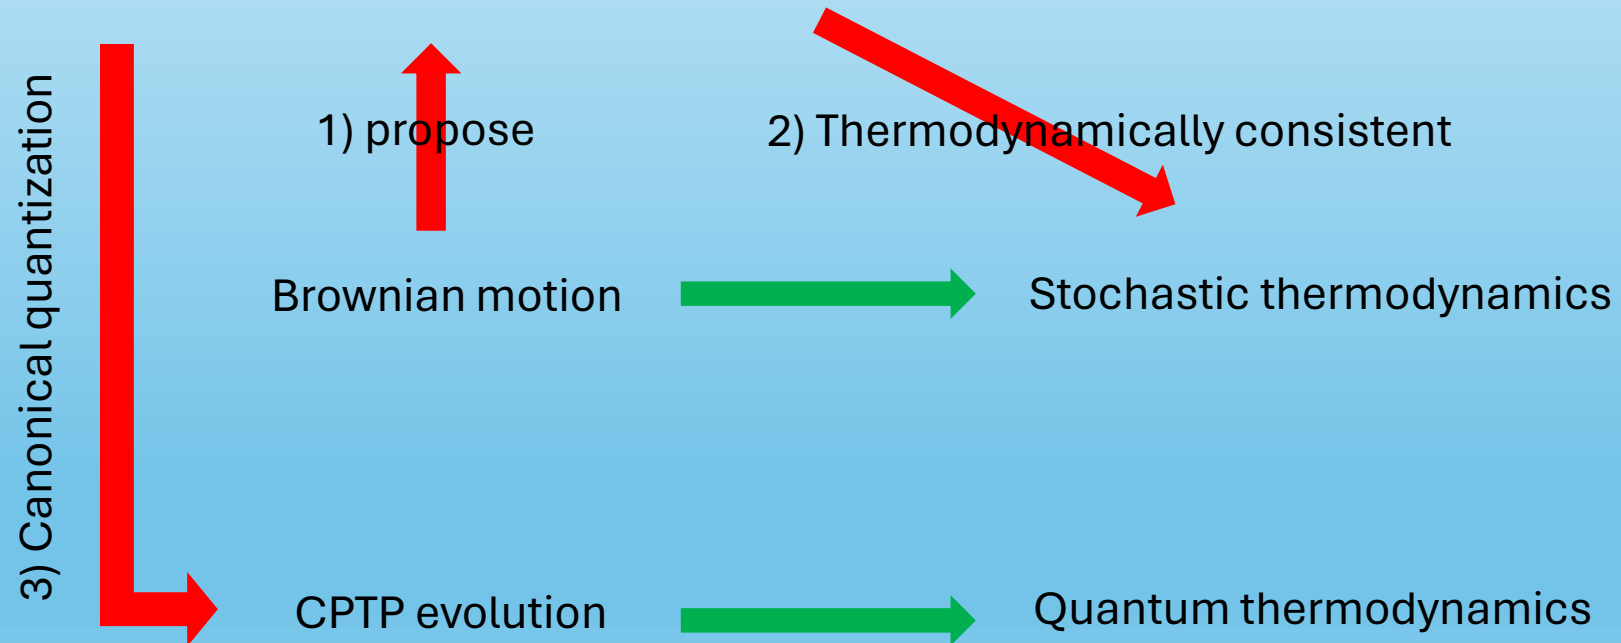 3) Canonical quantization
1) propose
2) Thermodynamically consistent
Brownian motion
Stochastic thermodynamics
CPTP evolution
Quantum thermodynamics